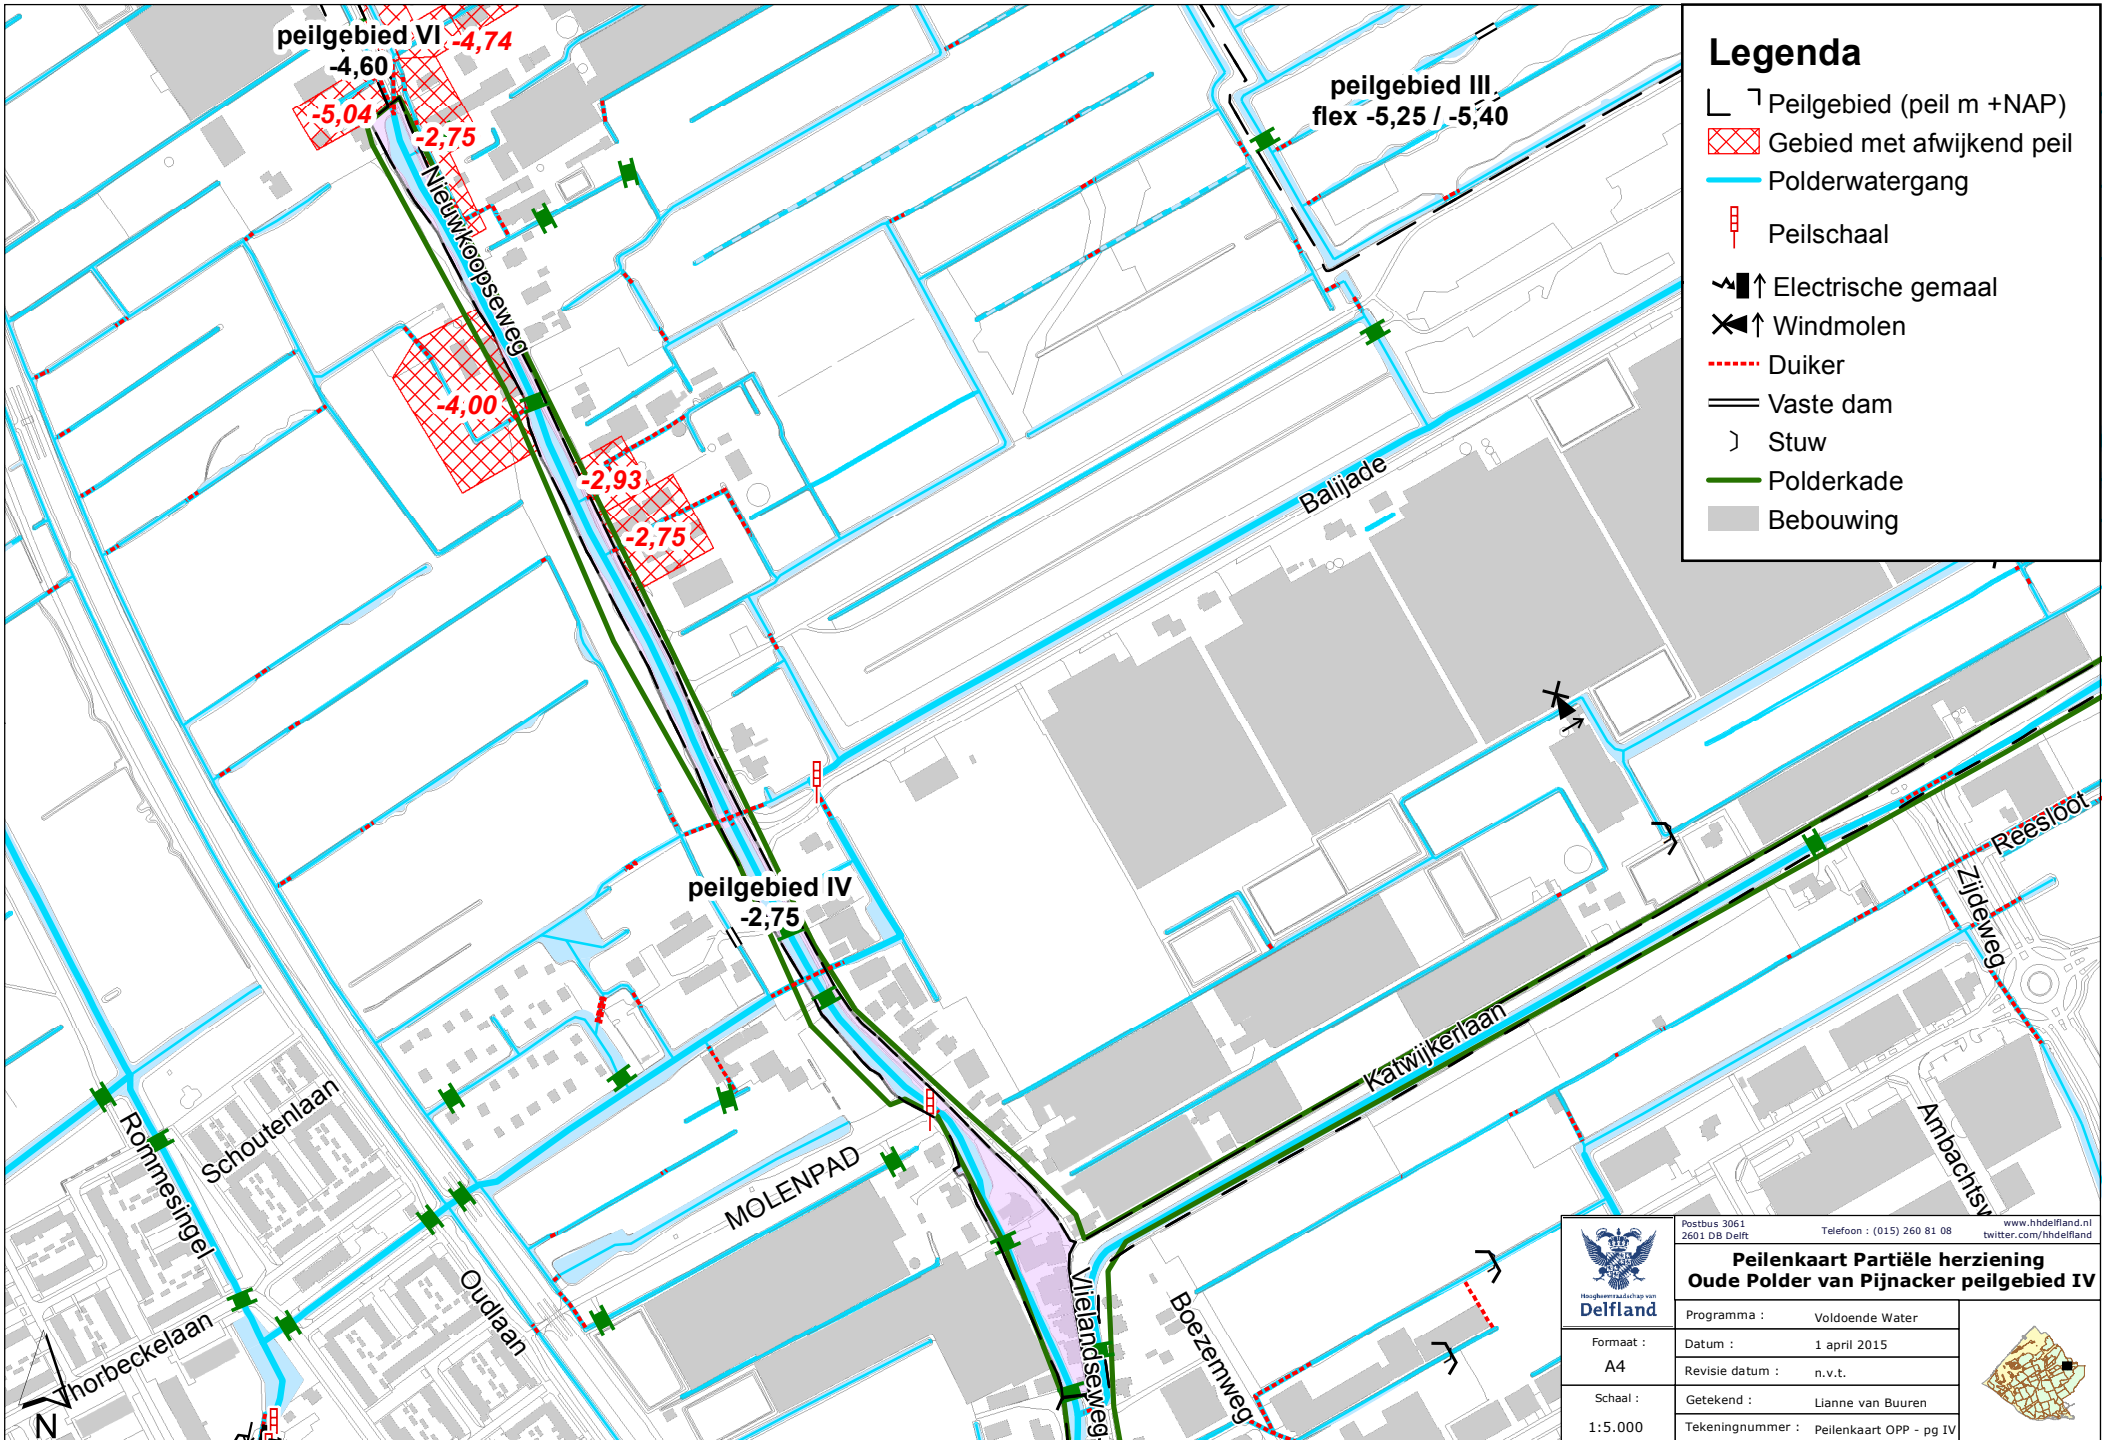 peilgebied VI
-4,60
-4,74
-5,04
-2,75
Nieuwkoopseweg
-4,00
-2,93
-2,75
peilgebied III
flex -5,25 / -5,40
Balijade
peilgebied IV
-2,75
Katwijkerlaan
Reesloot
Zijdeweg
Ambachtsw
Rommesingel
Schoutenlaan
MOLENPAD
Oudlaan
Thorbeckelaan
Vlielandseweg
Boezemweg
N
Legenda
Peilgebied (peil m +NAP)
Gebied met afwijkend peil
Polderwatergang
Peilschaal
Electrische gemaal
Windmolen
Duiker
Vaste dam
Stuw
Polderkade
Bebouwing
Hoogheemraadschap van
Delfland
Postbus 3061
2601 DB Delft
Telefoon : (015) 260 81 08
www.hhdelfland.nl
twitter.com/hhdelfland
Peilenkaart Partiële herziening
Oude Polder van Pijnacker peilgebied IV
Programma : Voldoende Water
Formaat :
A4
Datum : 1 april 2015
Revisie datum : n.v.t.
Schaal :
1:5.000
Getekend : Lianne van Buuren
Tekeningnummer : Peilenkaart OPP - pg IV